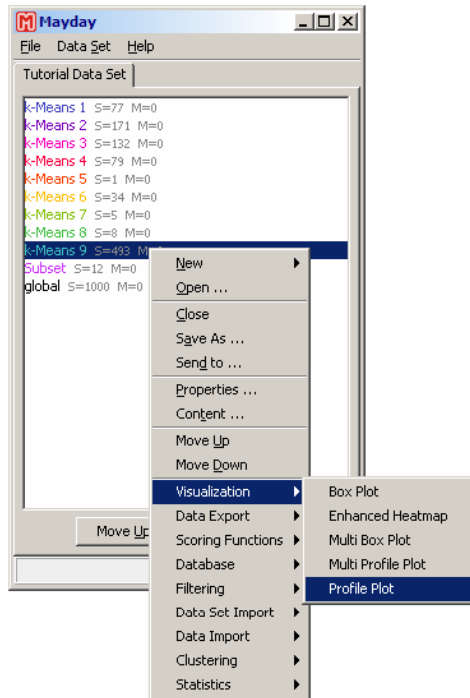 Mayday
File Data Set Help
Tutorial Data Set
k-Means 1 S=77 M=0
k-Means 2 S=171 M=0
k-Means 3 S=132 M=0
k-Means 4 S=79 M=0
k-Means 5 S=1 M=0
k-Means 6 S=34 M=0
k-Means 7 S=5 M=0
k-Means 8 S=8 M=0
k-Means 9 S=493
Subset S=12 M=0
global S=1000 M=0
New
Open ...
Close
Save As ...
Send to ...
Properties ...
Content ...
Move Up
Move Down
Visualization
Data Export
Scoring Functions
Database
Filtering
Data Set Import
Data Import
Clustering
Statistics
Box Plot
Enhanced Heatmap
Multi Box Plot
Multi Profile Plot
Profile Plot
Move Up